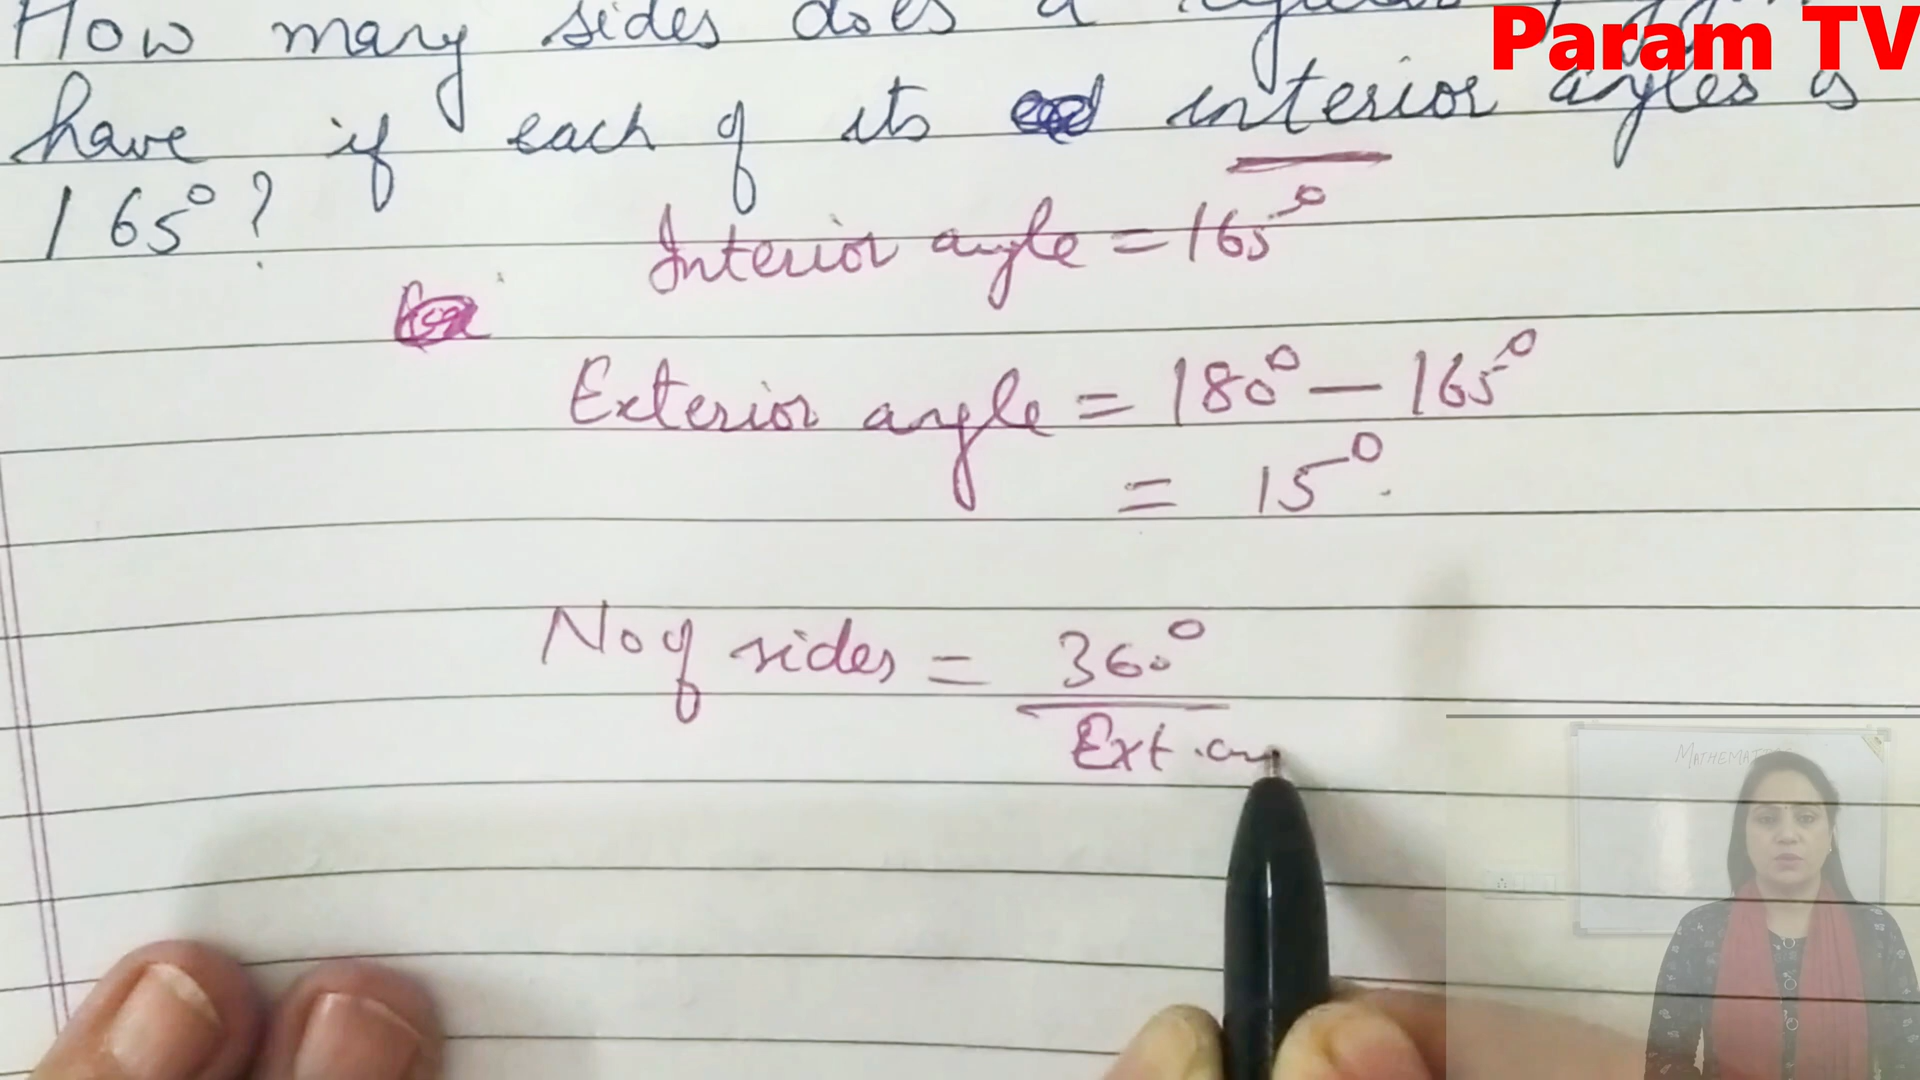 How many sides does a
Param TV
have if each of its interior angles is
165°?
Interior angle = 165°
Exterior angle = 180° — 165°
= 15°.
No of sides = 360°
Ext. an
MATHEMAT